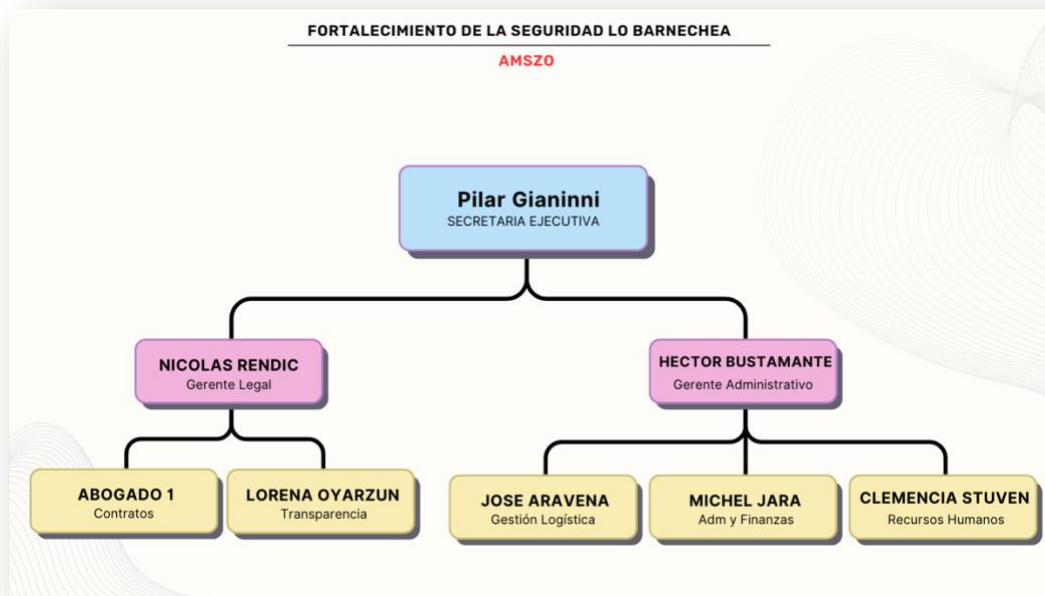 FORTALECIMIENTO DE LA SEGURIDAD LO BARNECHEA
AMSZO
Pilar Gianinni
SECRETARIA EJECUTIVA
NICOLAS RENDIC
Gerente Legal
HECTOR BUSTAMANTE
Gerente Administrativo
ABOGADO 1
Contratos
LORENA OYARZUN
Transparencia
JOSE ARAVENA
Gestión Logística
MICHEL JARA
Adm y Finanzas
CLEMENCIA STUVEN
Recursos Humanos